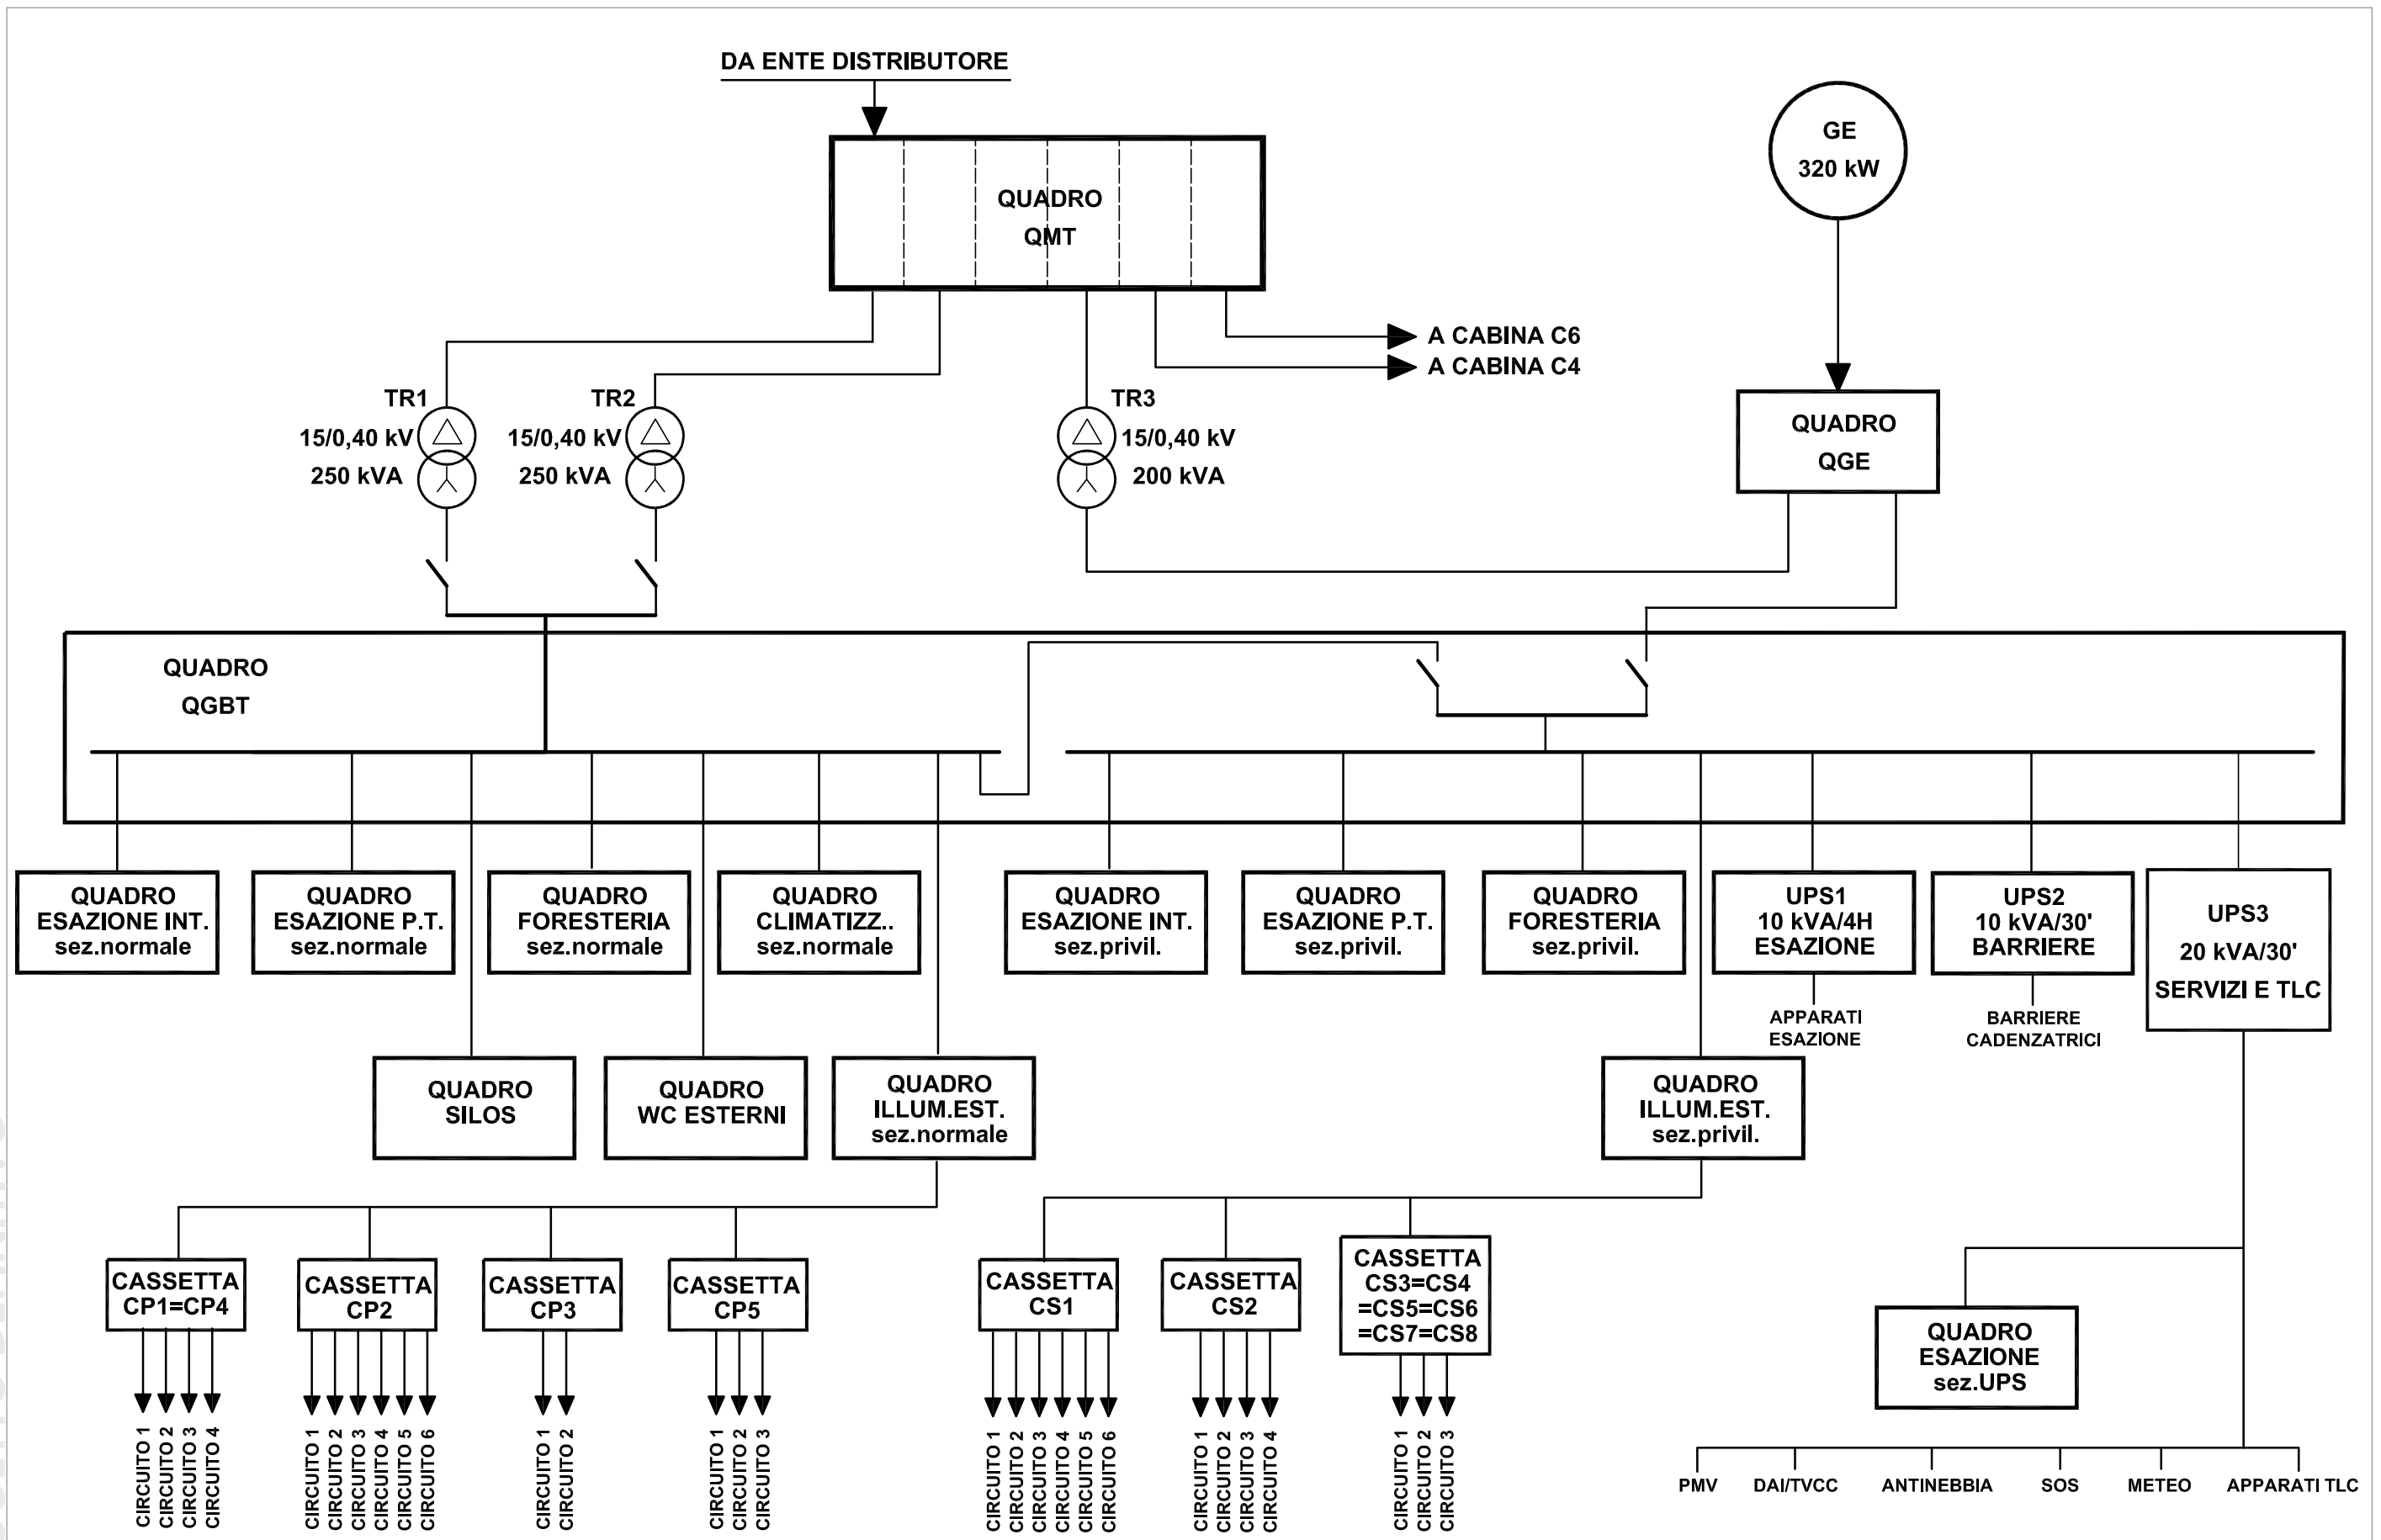 DA ENTE DISTRIBUTORE
GE
320 kW
QUADRO
QMT
A CABINA C6
A CABINA C4
TR1
15/0,40 kV
250 kVA
TR2
15/0,40 kV
250 kVA
TR3
15/0,40 kV
200 kVA
QUADRO
QGE
QUADRO
QGBT
QUADRO
ESAZIONE INT.
sez.normale
QUADRO
ESAZIONE P.T.
sez.normale
QUADRO
FORESTERIA
sez.normale
QUADRO
CLIMATIZZ..
sez.normale
QUADRO
ESAZIONE INT.
sez.privil.
QUADRO
ESAZIONE P.T.
sez.privil.
QUADRO
FORESTERIA
sez.privil.
UPS1
10 kVA/4H
ESAZIONE
UPS2
10 kVA/30'
BARRIERE
UPS3
20 kVA/30'
SERVIZI E TLC
APPARATI
ESAZIONE
BARRIERE
CADENZATRICI
QUADRO
SILOS
QUADRO
WC ESTERNI
QUADRO
ILLUM.EST.
sez.normale
QUADRO
ILLUM.EST.
sez.privil.
CASSETTA
CP1=CP4
CASSETTA
CP2
CASSETTA
CP3
CASSETTA
CP5
CASSETTA
CS1
CASSETTA
CS2
CASSETTA
CS3=CS4
=CS5=CS6
=CS7=CS8
QUADRO
ESAZIONE
sez.UPS
CIRCUITO 1
CIRCUITO 2
CIRCUITO 3
CIRCUITO 4
CIRCUITO 1
CIRCUITO 2
CIRCUITO 3
CIRCUITO 4
CIRCUITO 5
CIRCUITO 6
CIRCUITO 1
CIRCUITO 2
CIRCUITO 1
CIRCUITO 2
CIRCUITO 3
CIRCUITO 1
CIRCUITO 2
CIRCUITO 3
CIRCUITO 4
CIRCUITO 5
CIRCUITO 6
CIRCUITO 1
CIRCUITO 2
CIRCUITO 3
CIRCUITO 4
CIRCUITO 1
CIRCUITO 2
CIRCUITO 3
PMV
DAI/TVCC
ANTINEBBIA
SOS
METEO
APPARATI TLC